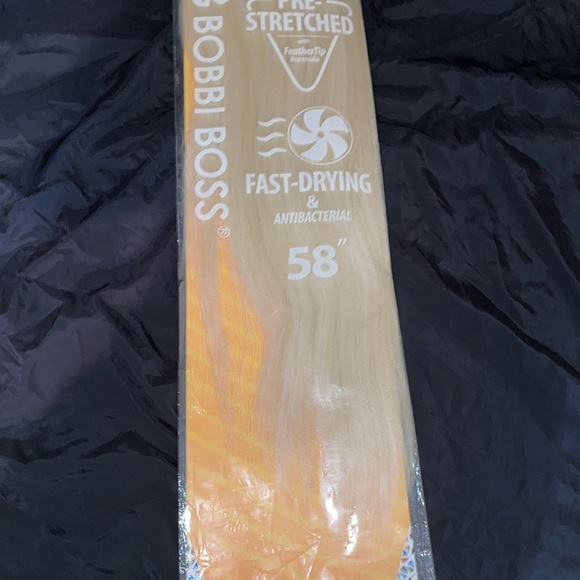 BOBBI BOSS®
PRE-
STRETCHED
with
FeatherTip
Formula
FAST-DRYING
&
ANTIBACTERIAL
58"